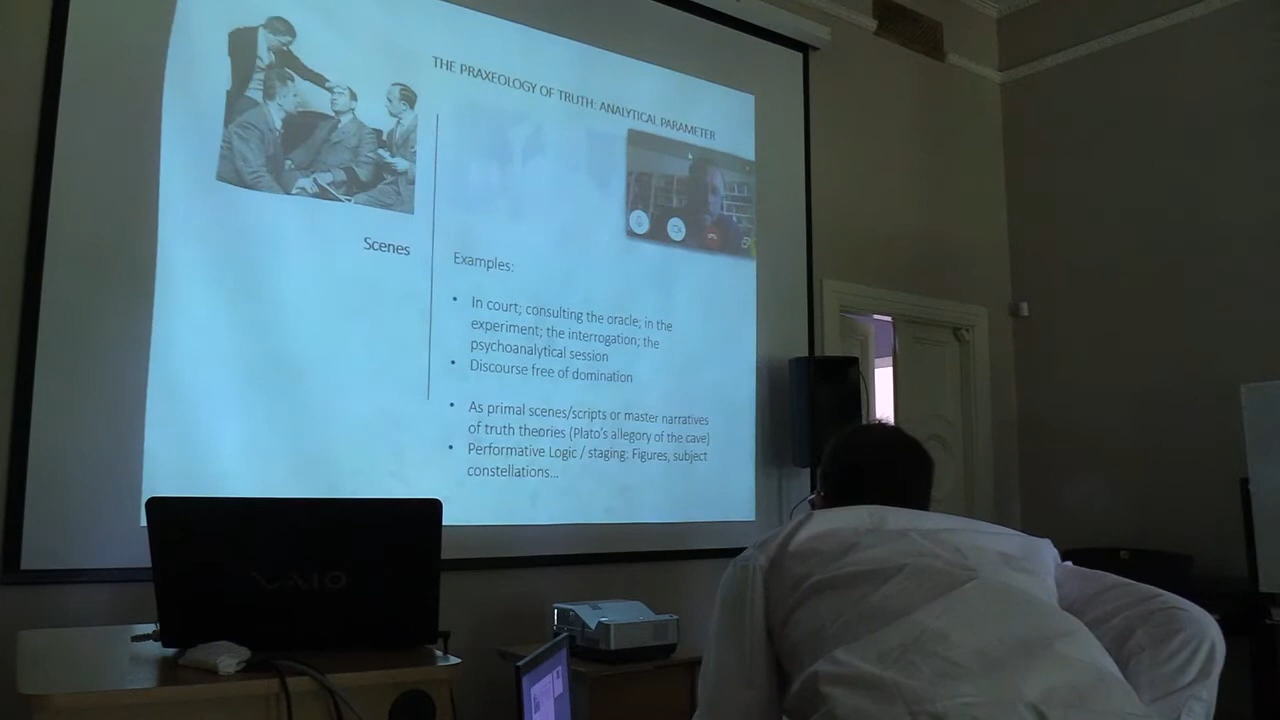 THE PRAXEOLOGY OF TRUTH: ANALYTICAL PARAMETER
Scenes
Examples:
• In court; consulting the oracle; in the
experiment; the interrogation; the
psychoanalytical session
• Discourse free of domination
• As primal scenes/scripts or master narratives
of truth theories (Plato's allegory of the cave)
• Performative Logic / staging: Figures, subject
constellations...
VAIO